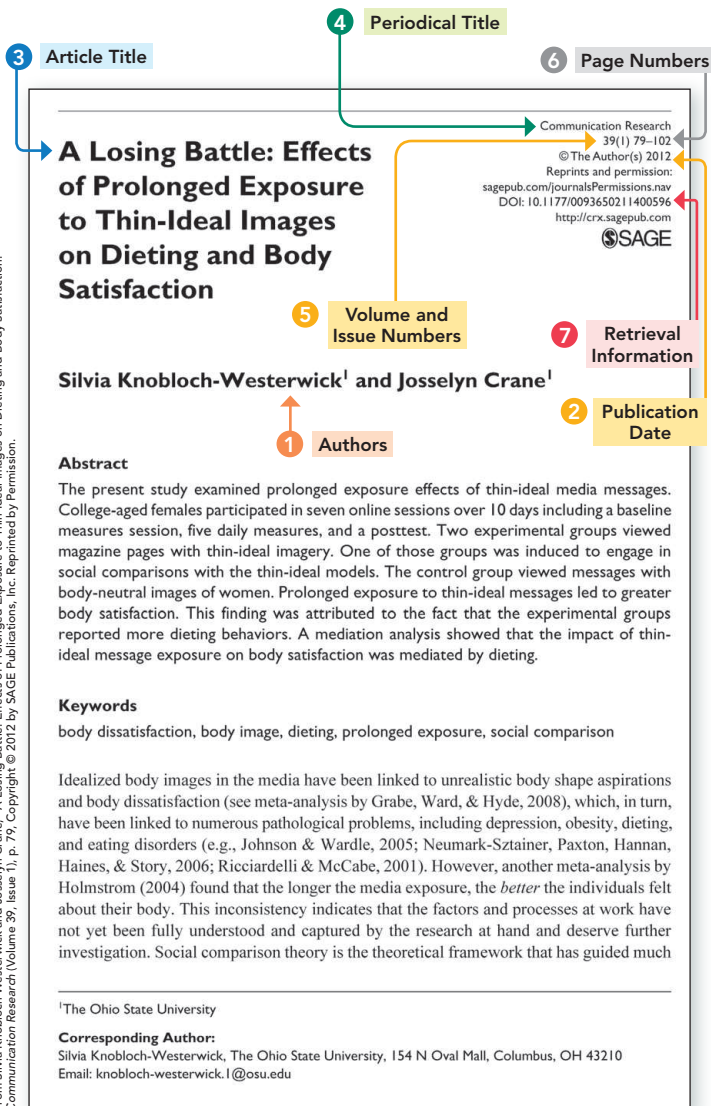 4 Periodical Title
3 Article Title
6 Page Numbers
Communication Research
39(1) 79–102
© The Author(s) 2012
Reprints and permission:
sagepub.com/journalsPermissions.nav
DOI: 10.1177/0093650211400596
http://crx.sagepub.com
SAGE
A Losing Battle: Effects
of Prolonged Exposure
to Thin-Ideal Images
on Dieting and Body
Satisfaction
5 Volume and
Issue Numbers
7 Retrieval
Information
Silvia Knobloch-Westerwick¹ and Josselyn Crane¹
2 Publication
Date
1 Authors
Abstract
The present study examined prolonged exposure effects of thin-ideal media messages.
College-aged females participated in seven online sessions over 10 days including a baseline
measures session, five daily measures, and a posttest. Two experimental groups viewed
magazine pages with thin-ideal imagery. One of those groups was induced to engage in
social comparisons with the thin-ideal models. The control group viewed messages with
body-neutral images of women. Prolonged exposure to thin-ideal messages led to greater
body satisfaction. This finding was attributed to the fact that the experimental groups
reported more dieting behaviors. A mediation analysis showed that the impact of thin-
ideal message exposure on body satisfaction was mediated by dieting.
Keywords
body dissatisfaction, body image, dieting, prolonged exposure, social comparison
Idealized body images in the media have been linked to unrealistic body shape aspirations
and body dissatisfaction (see meta-analysis by Grabe, Ward, & Hyde, 2008), which, in turn,
have been linked to numerous pathological problems, including depression, obesity, dieting,
and eating disorders (e.g., Johnson & Wardle, 2005; Neumark-Sztainer, Paxton, Hannan,
Haines, & Story, 2006; Ricciardelli & McCabe, 2001). However, another meta-analysis by
Holmstrom (2004) found that the longer the media exposure, the better the individuals felt
about their body. This inconsistency indicates that the factors and processes at work have
not yet been fully understood and captured by the research at hand and deserve further
investigation. Social comparison theory is the theoretical framework that has guided much
¹The Ohio State University
Corresponding Author:
Silvia Knobloch-Westerwick, The Ohio State University, 154 N Oval Mall, Columbus, OH 43210
Email: knobloch-westerwick.1@osu.edu
Communication Research (Volume 39, Issue 1), p. 79, Copyright © 2012 by SAGE Publications, Inc. Reprinted by Permission.